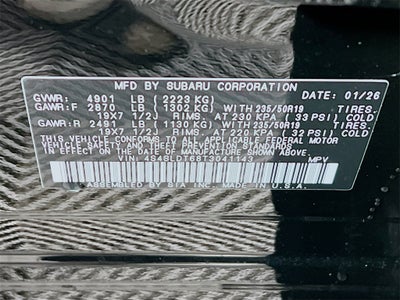 MFD BY SUBARU CORPORATION DATE: 01/26
GVWR: 4901 LB (2223 KG)
GAWR:F 2870 LB (1302 KG) WITH 235/50R19 TIRES.
19X7 1/2J RIMS. AT 230 KPA (33 PSI) COLD
GAWR:R 2491 LB (1130 KG) WITH 235/50R19 TIRES.
19X7 1/2J RIMS. AT 220 KPA (32 PSI) COLD
THIS VEHICLE CONFORMS TO ALL APPLICABLE FEDERAL MOTOR
VEHICLE SAFETY AND THEFT PREVENTION STANDARDS
IN EFFECT ON THE DATE OF MANUFACTURE SHOWN ABOVE.
VIN: 4S4SLDT68T3041143 MPV
ASSEMBLED BY SIA INC. MADE IN U.S.A.